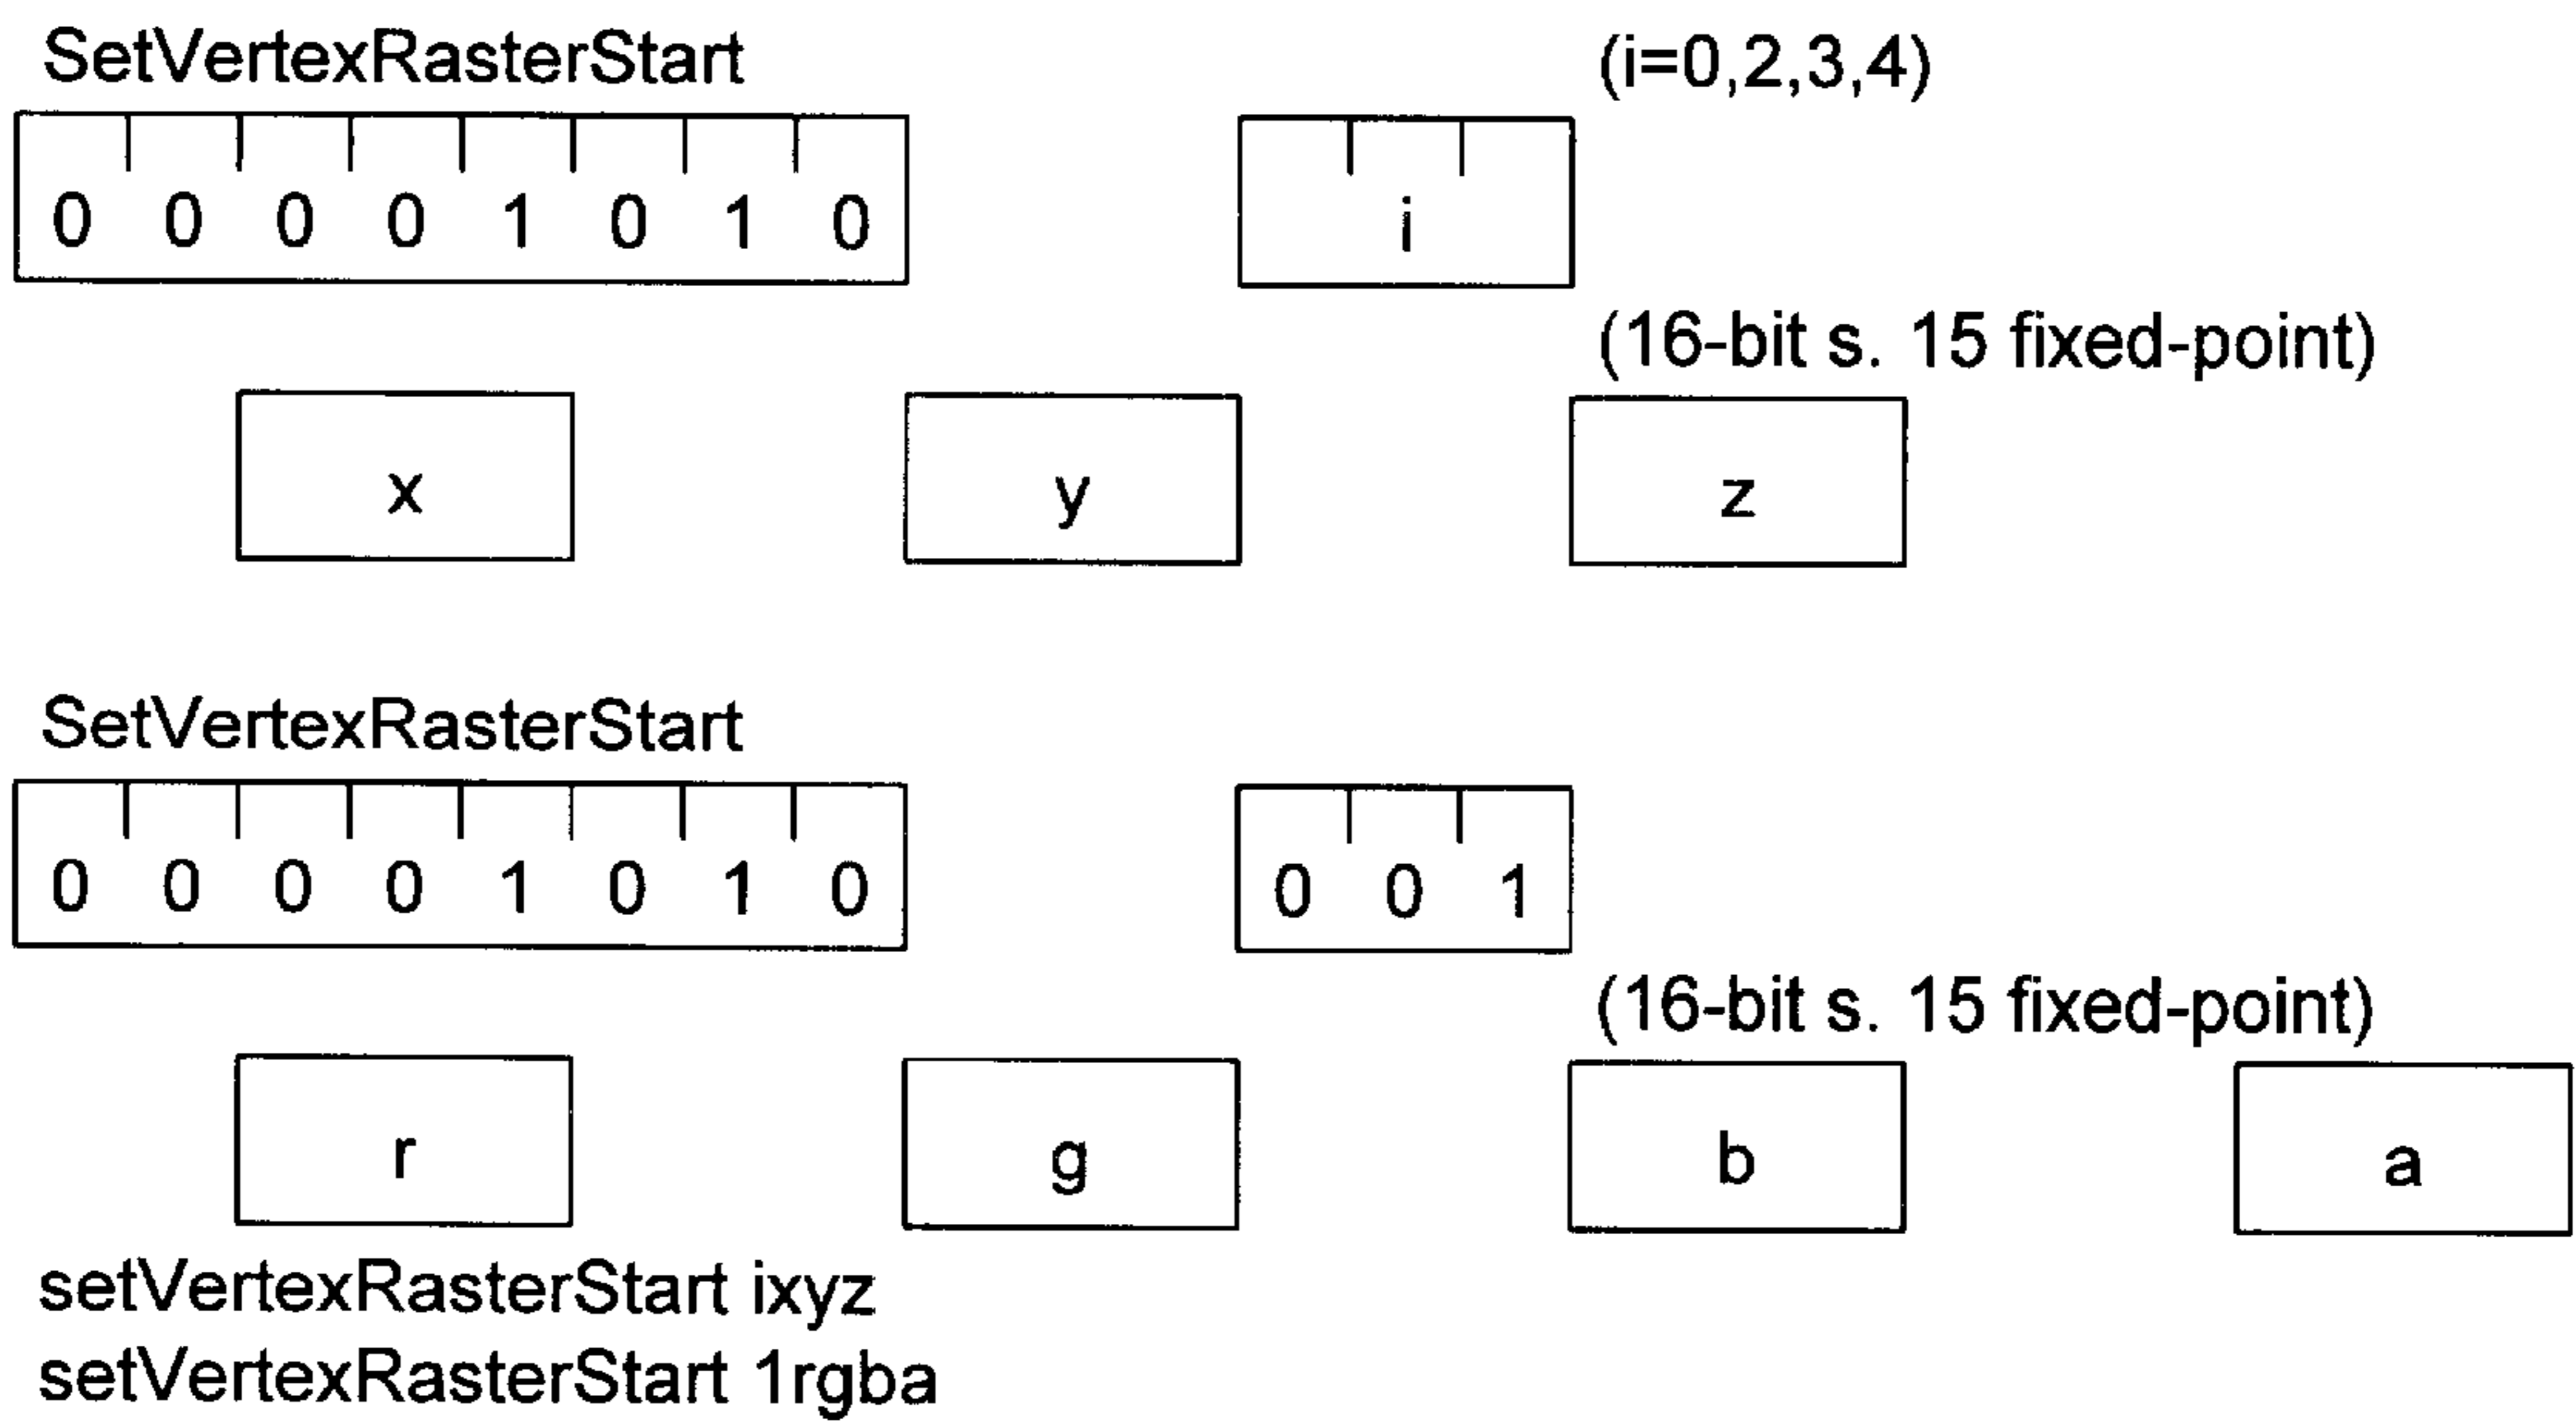 SetVertexRasterStart (i=0,2,3,4)
0 0 0 0 1 0 1 0 i
(16-bit s. 15 fixed-point)
x y z
SetVertexRasterStart
0 0 0 0 1 0 1 0 0 0 1
(16-bit s. 15 fixed-point)
r g b a
setVertexRasterStart ixyz
setVertexRasterStart 1rgba